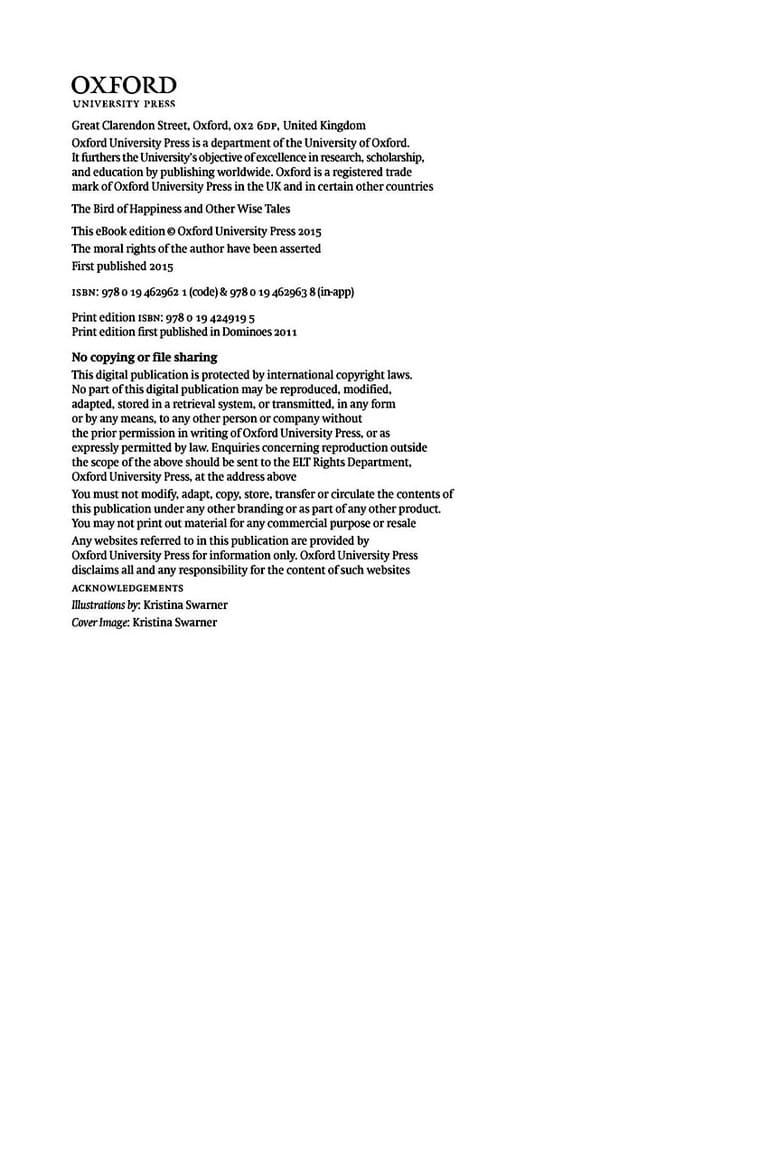 OXFORD
UNIVERSITY PRESS
Great Clarendon Street, Oxford, OX2 6DP, United Kingdom
Oxford University Press is a department of the University of Oxford.
It furthers the University's objective of excellence in research, scholarship,
and education by publishing worldwide. Oxford is a registered trade
mark of Oxford University Press in the UK and in certain other countries
The Bird of Happiness and Other Wise Tales
This eBook edition © Oxford University Press 2015
The moral rights of the author have been asserted
First published 2015
ISBN: 978 0 19 462962 1 (code) & 978 0 19 462963 8 (in-app)
Print edition ISBN: 978 0 19 424919 5
Print edition first published in Dominoes 2011
No copying or file sharing
This digital publication is protected by international copyright laws.
No part of this digital publication may be reproduced, modified,
adapted, stored in a retrieval system, or transmitted, in any form
or by any means, to any other person or company without
the prior permission in writing of Oxford University Press, or as
expressly permitted by law. Enquiries concerning reproduction outside
the scope of the above should be sent to the ELT Rights Department,
Oxford University Press, at the address above
You must not modify, adapt, copy, store, transfer or circulate the contents of
this publication under any other branding or as part of any other product.
You may not print out material for any commercial purpose or resale
Any websites referred to in this publication are provided by
Oxford University Press for information only. Oxford University Press
disclaims all and any responsibility for the content of such websites
ACKNOWLEDGEMENTS
Illustrations by: Kristina Swarner
Cover Image: Kristina Swarner